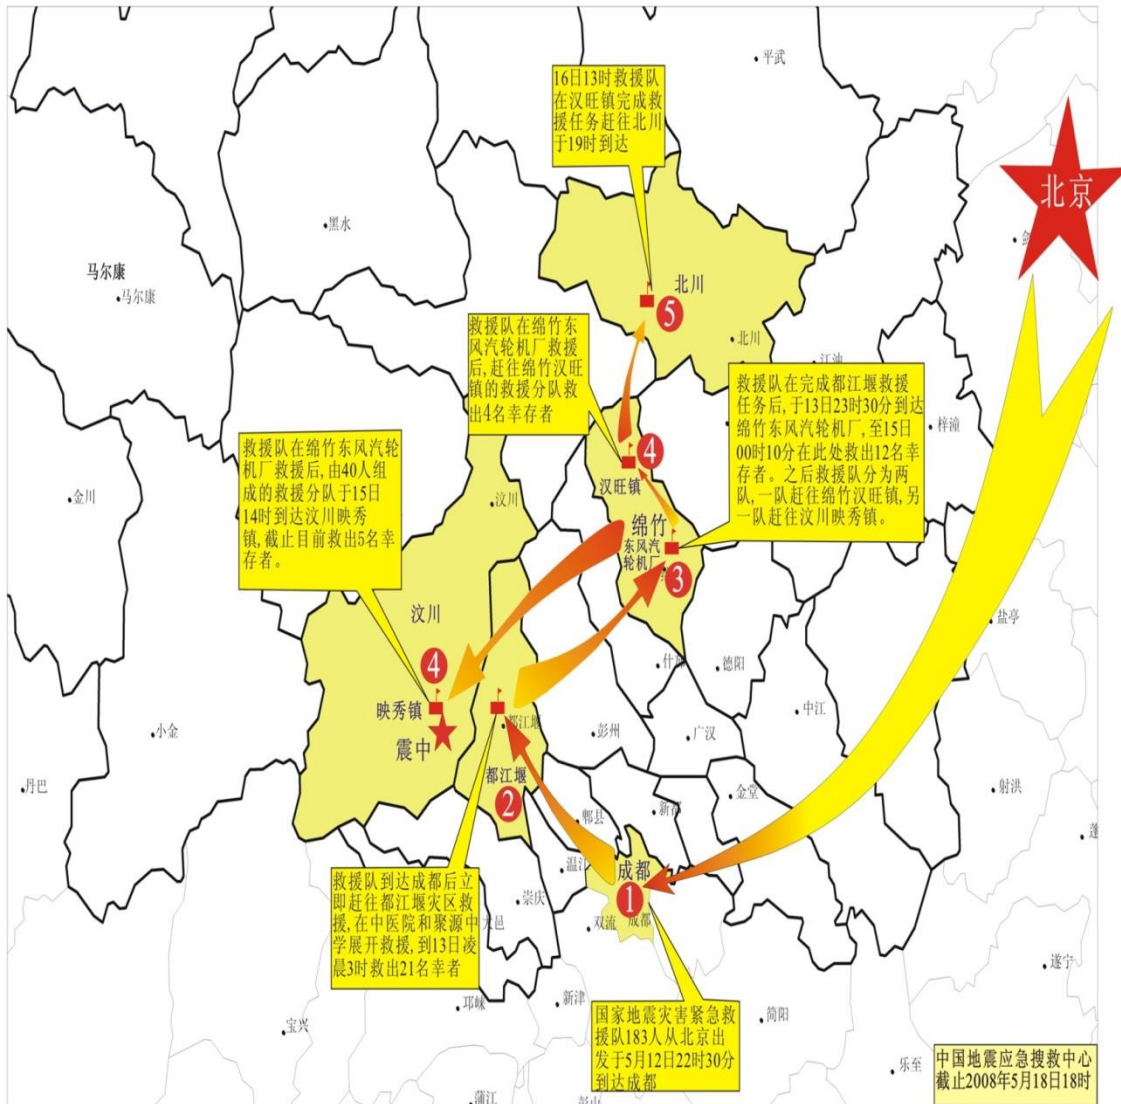 平武
16日13时救援队
在汉旺镇完成救
援任务赶往北川
于19时到达
北京
黑水
马尔康
马尔康
北川
5
北川
江油
救援队在绵竹东
风汽轮机厂救援
后,赶往绵竹汉旺
镇的救援分队救
出4名幸存者
救援队在完成都江堰救援
任务后,于13日23时30分到达
绵竹东风汽轮机厂,至15日
00时10分在此处救出12名幸
存者。之后救援队分为两
队,一队赶往绵竹汉旺镇,另
一队赶往汶川映秀镇。
梓潼
救援队在绵竹东风汽轮
机厂救援后,由40人组
成的救援分队于15日
14时到达汶川映秀
镇,截止目前救出5名幸
存者。
4
汉旺镇
金川
汶川
绵竹
东风汽
轮机厂
3
汶川
盐亭
4
什邡
德阳
映秀镇
震中
都江堰
彭州
广汉
中江
小金
丹巴
都江堰
2
新都
金堂
射洪
郫县
温江
成都
1
救援队到达成都后立
即赶往都江堰灾区救
援,在中医院和聚源中
学展开救援,到13日凌
晨3时救出21名幸者
崇庆
大邑
双流
成都
遂宁
邛崃
新津
宝兴
国家地震灾害紧急救
援队183人从北京出
发于5月12日22时30分
到达成都
简阳
乐至
中国地震应急搜救中心
截止2008年5月18日18时
蒲江
彭山